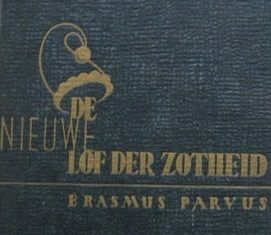 DE
NIEUWE
LOF DER ZOTHEID
ERASMUS PARVUS